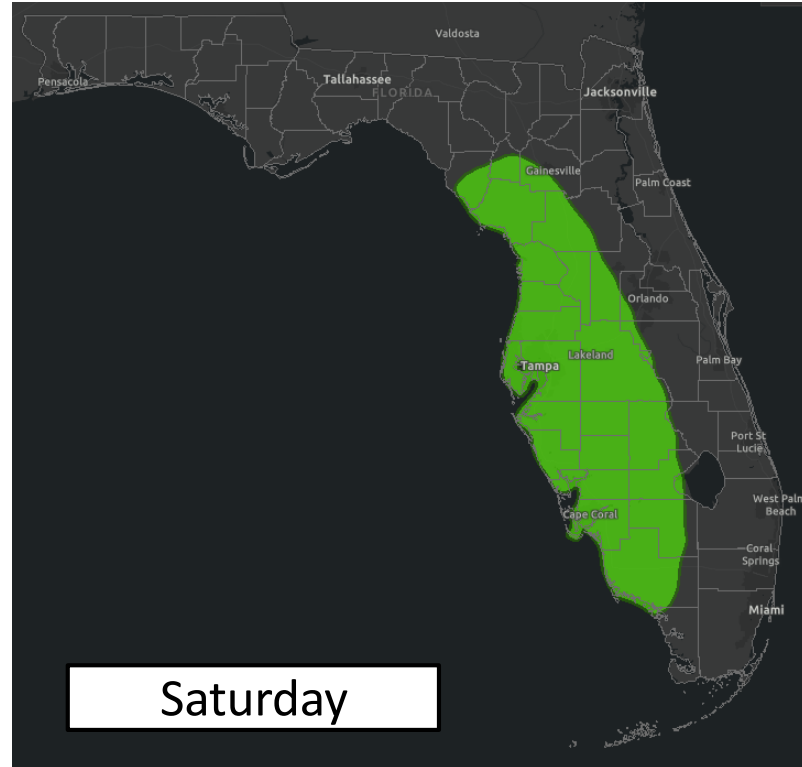 Valdosta
Pensacola
Tallahassee
FLORIDA
Jacksonville
Gainesville
Palm Coast
Orlando
Lakeland
Tampa
Palm Bay
Port St
Lucie
West Palm
Beach
Cape Coral
Coral
Springs
Miami
Saturday